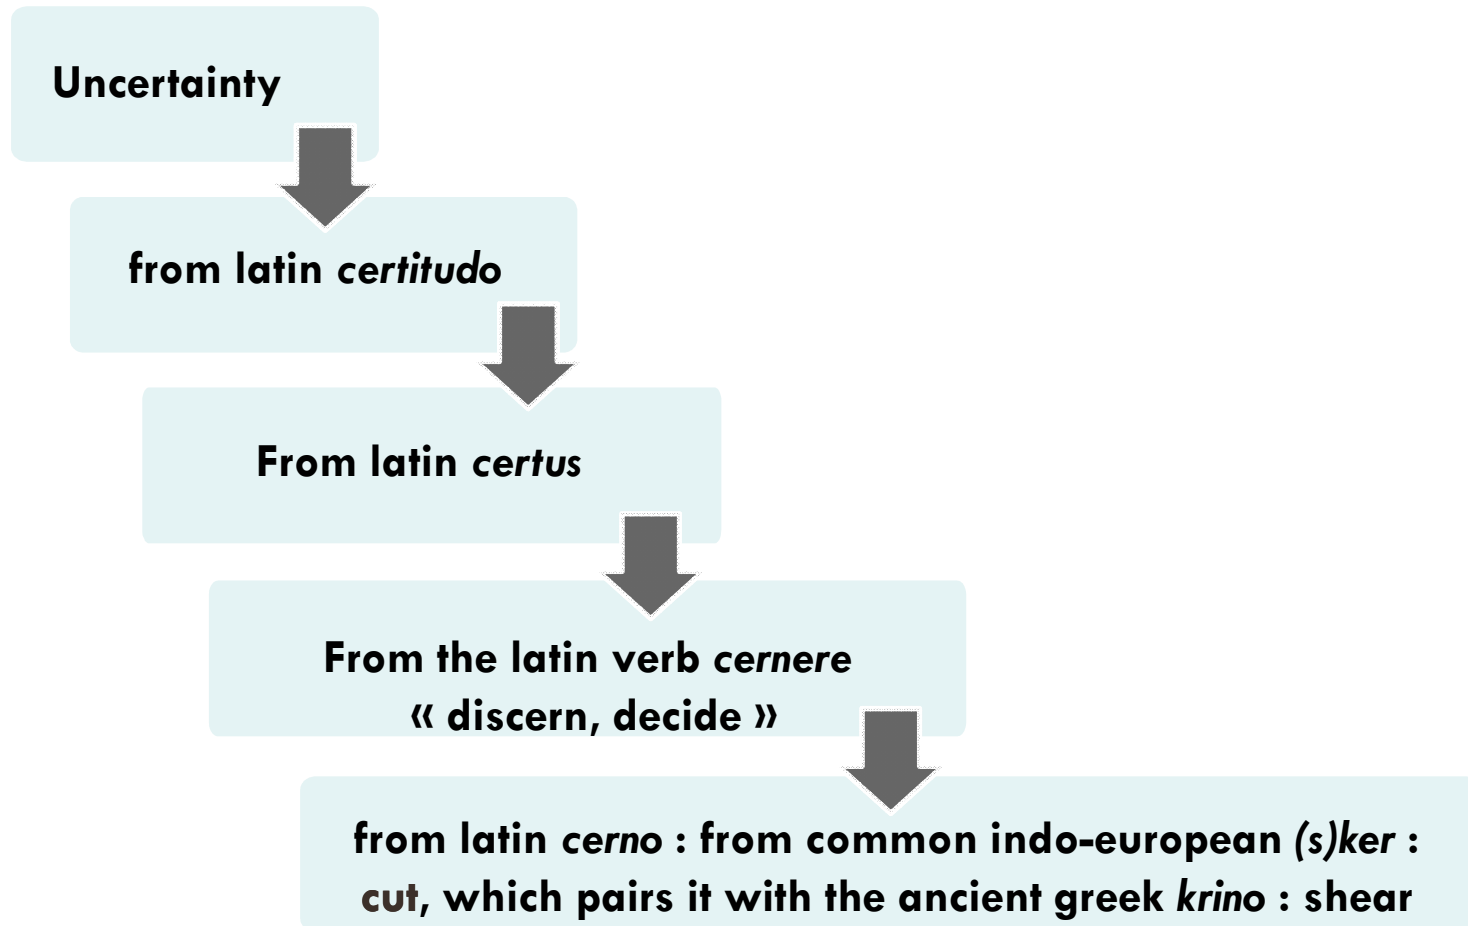 Uncertainty
from latin certitudo
From latin certus
From the latin verb cernere
« discern, decide »
from latin cerno : from common indo-european (s)ker :
cut, which pairs it with the ancient greek krino : shear